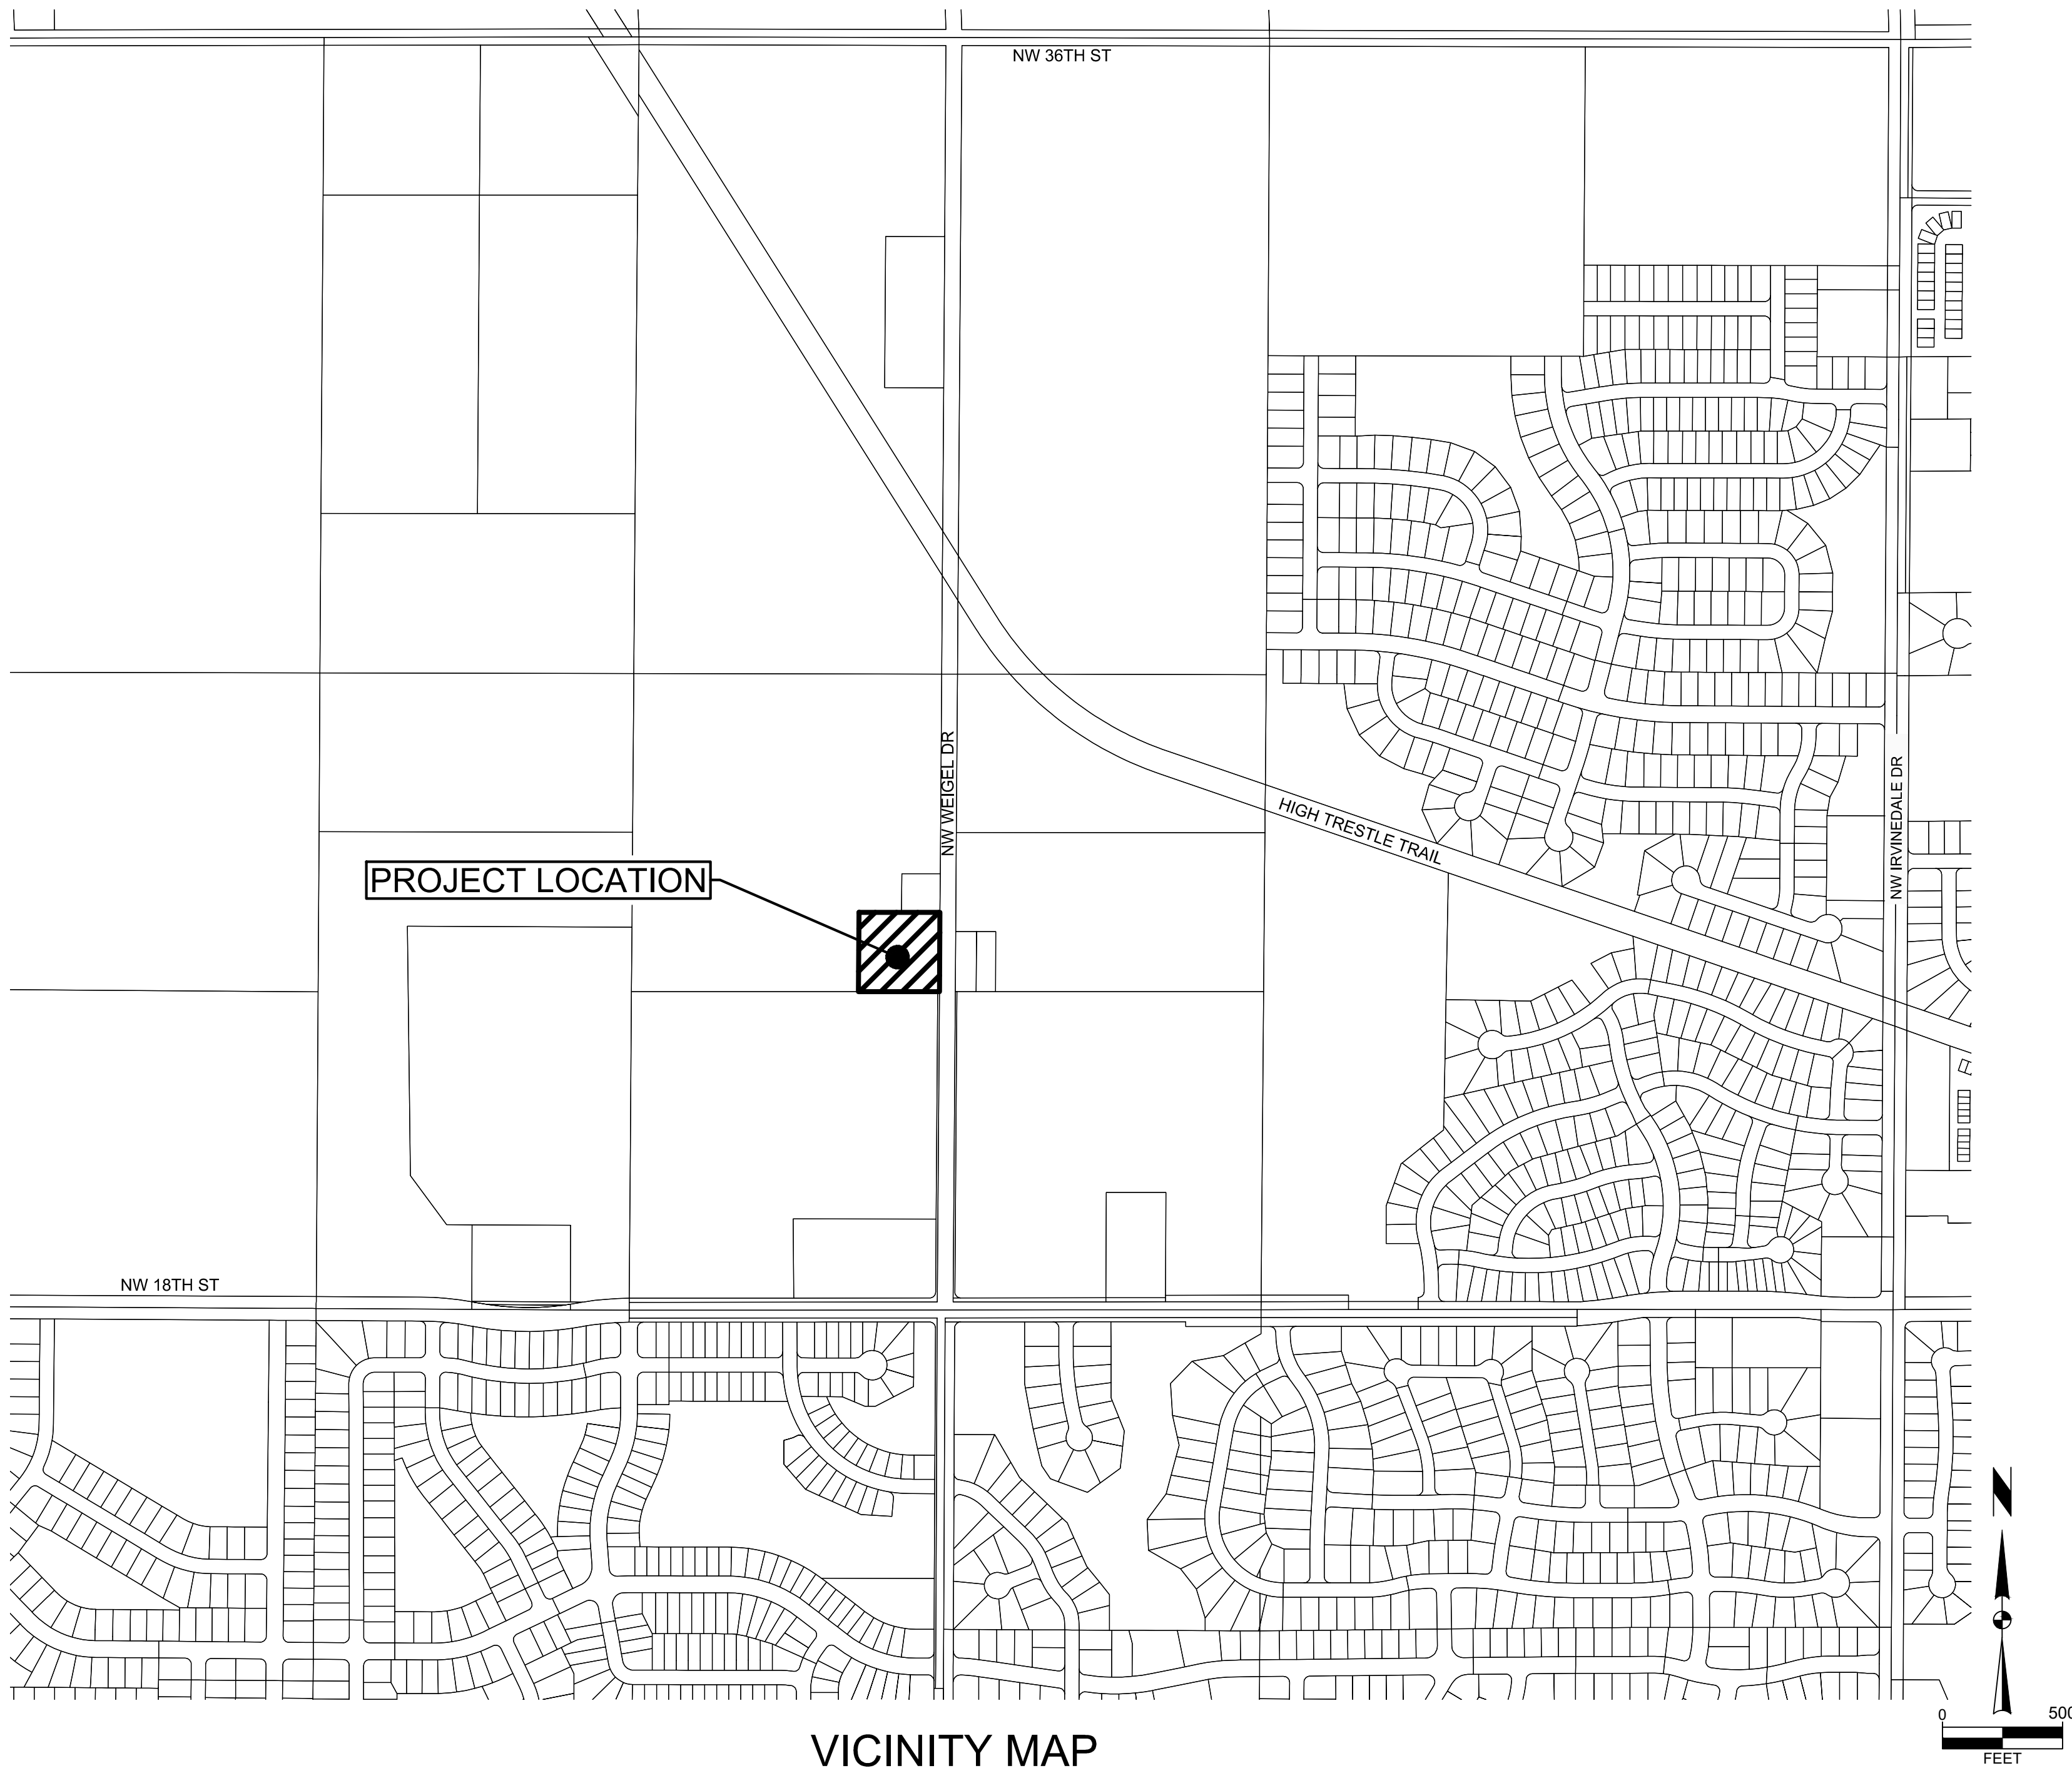 NW 36TH ST
NW WEIGEL DR
NW IRVINEDALE DR
HIGH TRESTLE TRAIL
PROJECT LOCATION
NW 18TH ST
N
0 500
FEET
VICINITY MAP